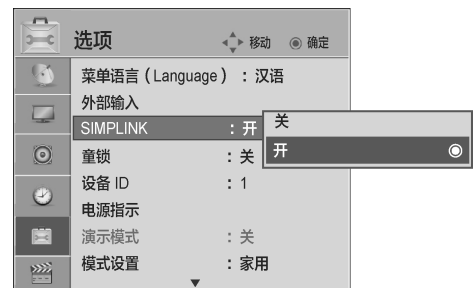 选项
移动 确定
菜单语言 ( Language ) : 汉语
外部输入
SIMPLINK : 开
关
开
童锁 : 关
设备 ID : 1
电源指示
演示模式 : 关
模式设置 : 家用